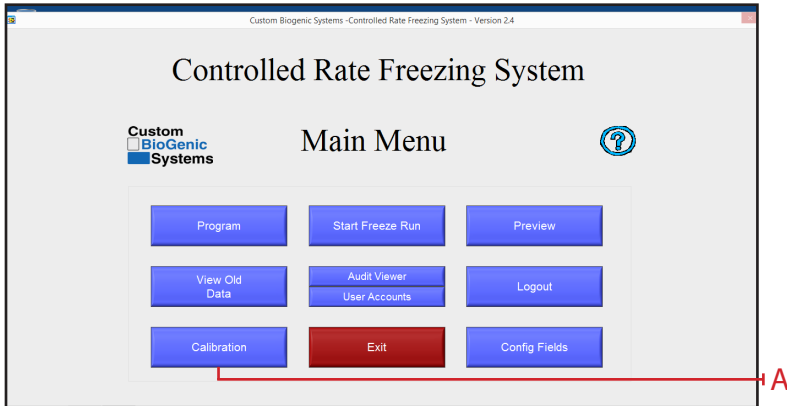 Custom Biogenic Systems -Controlled Rate Freezing System - Version 2.4
x
Controlled Rate Freezing System
Custom
BioGenic
Systems
Main Menu
?
Program
Start Freeze Run
Preview
View Old
Data
Audit Viewer
User Accounts
Logout
Calibration
Exit
Config Fields
A